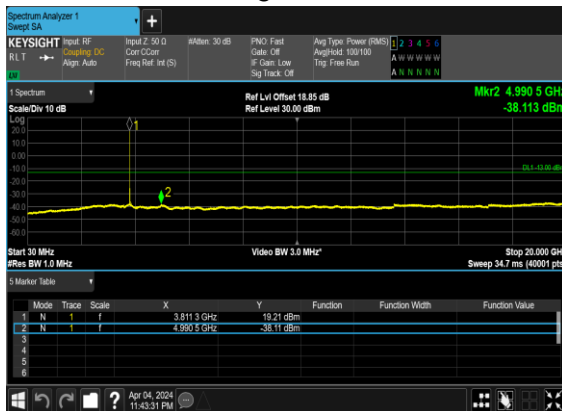 Spectrum Analyzer 1
Swept SA
KEYSIGHT Input: RF Input Z: 50 Ω #Atten: 30 dB PNO: Fast Avg Type: Power (RMS) 1 2 3 4 5 6
RLT Coupling: DC Corr CCorr Gate: Off Avg|Hold: 100/100 A W W W W W
Align: Auto Freq Ref: Int (S) IF Gain: Low Trig: Free Run
Sig Track: Off A N N N N N
1 Spectrum Ref Lvl Offset 18.85 dB Mkr2 4.990 5 GHz
Scale/Div 10 dB Ref Level 30.00 dBm -38.113 dBm
Log
20.0
10.0
0.00
-10.0
DL1 -13.00 dBm
-20.0
-30.0
-40.0
-50.0
-60.0
1
2
Start 30 MHz Video BW 3.0 MHz* Stop 20.000 GHz
#Res BW 1.0 MHz Sweep 34.7 ms (40001 pts)
5 Marker Table
Mode Trace Scale X Y Function Function Width Function Value
1 N 1 f 3.811 3 GHz 19.21 dBm
2 N 1 f 4.990 5 GHz -38.11 dBm
3
4
5
6
? Apr 04, 2024
11:43:31 PM